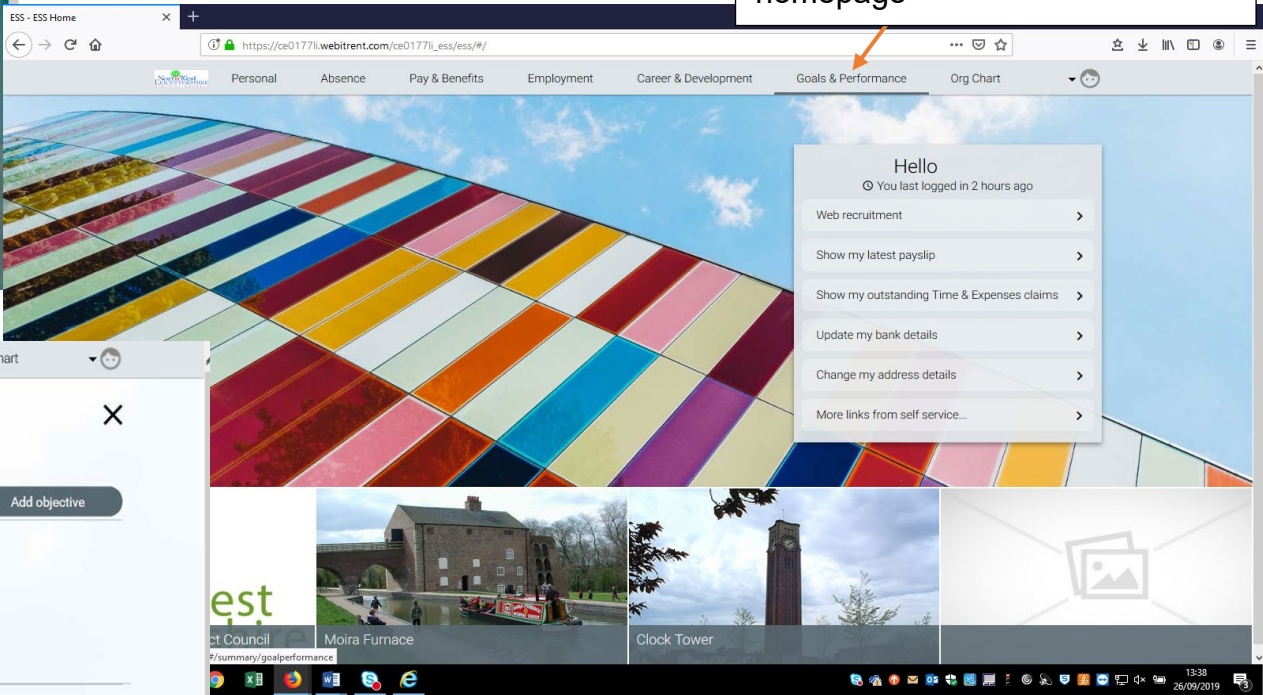 homepage
ESS - ESS Home
https://ce0177li.webitrent.com/ce0177li_ess/ess/#/
North West
Personal
Absence
Pay & Benefits
Employment
Career & Development
Goals & Performance
Org Chart
Hello
You last logged in 2 hours ago
Web recruitment
Show my latest payslip
Show my outstanding Time & Expenses claims
Update my bank details
Change my address details
More links from self service...
hart
Add objective
est
hire
ct Council
Moira Furnace
Clock Tower
#/summary/goalperformance
13:38
26/09/2019